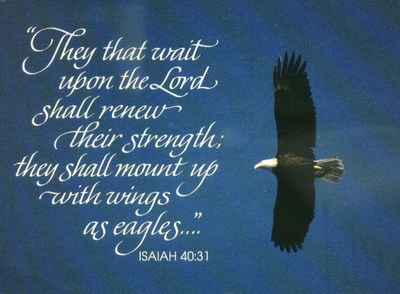 “They that wait
upon the Lord
shall renew
their strength;
they shall mount up
with wings
as eagles....”
ISAIAH 40:31